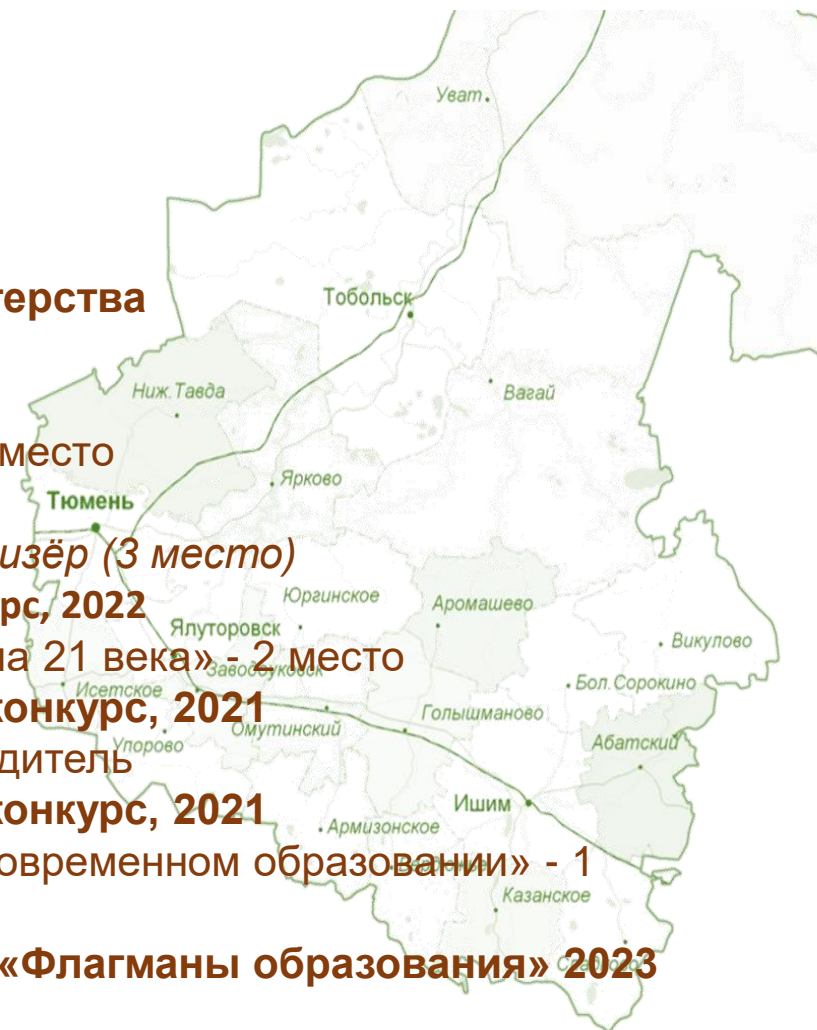 Уват
терства
Тобольск
Ниж.Тавда
Вагай
место
Ярково
Тюмень
изёр (3 место)
Юргинское
рс, 2022
Аромашево
Ялуторовск
Викулово
на 21 века» - 2 место
Заводоуковск
Бол.Сорокино
Исетское
конкурс, 2021
Голышманово
Омутинский
Упорово
Абатский
дитель
Ишим
конкурс, 2021
Армизонское
овременном образовании» - 1
Казанское
«Флагманы образования» 2023